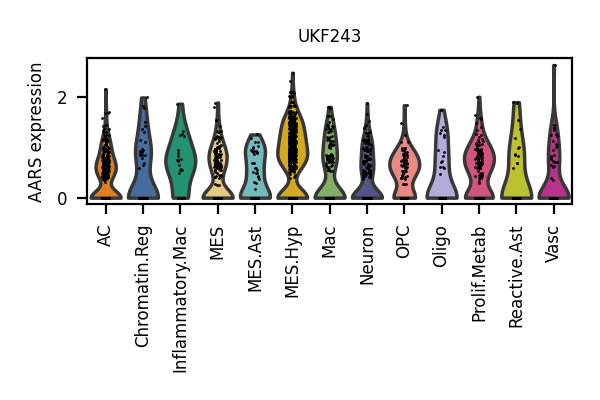 UKF243
AARS expression
2
0
AC
Chromatin.Reg
Inflammatory.Mac
MES
MES.Ast
MES.Hyp
Mac
Neuron
OPC
Oligo
Prolif.Metab
Reactive.Ast
Vasc